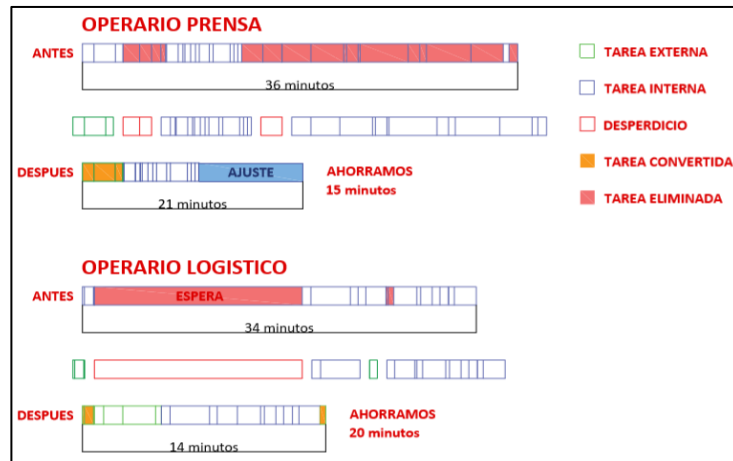 OPERARIO PRENSA
ANTES
36 minutos
DESPUES
AJUSTE
AHORRAMOS
15 minutos
21 minutos
TAREA EXTERNA
TAREA INTERNA
DESPERDICIO
TAREA CONVERTIDA
TAREA ELIMINADA
OPERARIO LOGISTICO
ANTES
ESPERA
34 minutos
DESPUES
AHORRAMOS
20 minutos
14 minutos